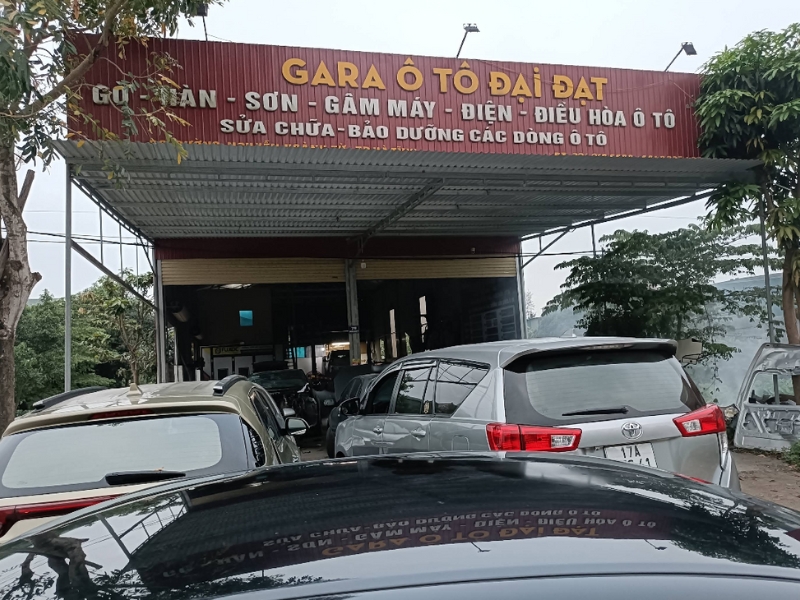 GARA Ô TÔ ĐẠI ĐẠT
GÒ - HÀN - SƠN - GẦM MÁY - ĐIỆN - ĐIỀU HÒA Ô TÔ
SỬA CHỮA - BẢO DƯỠNG CÁC DÒNG Ô TÔ
17A